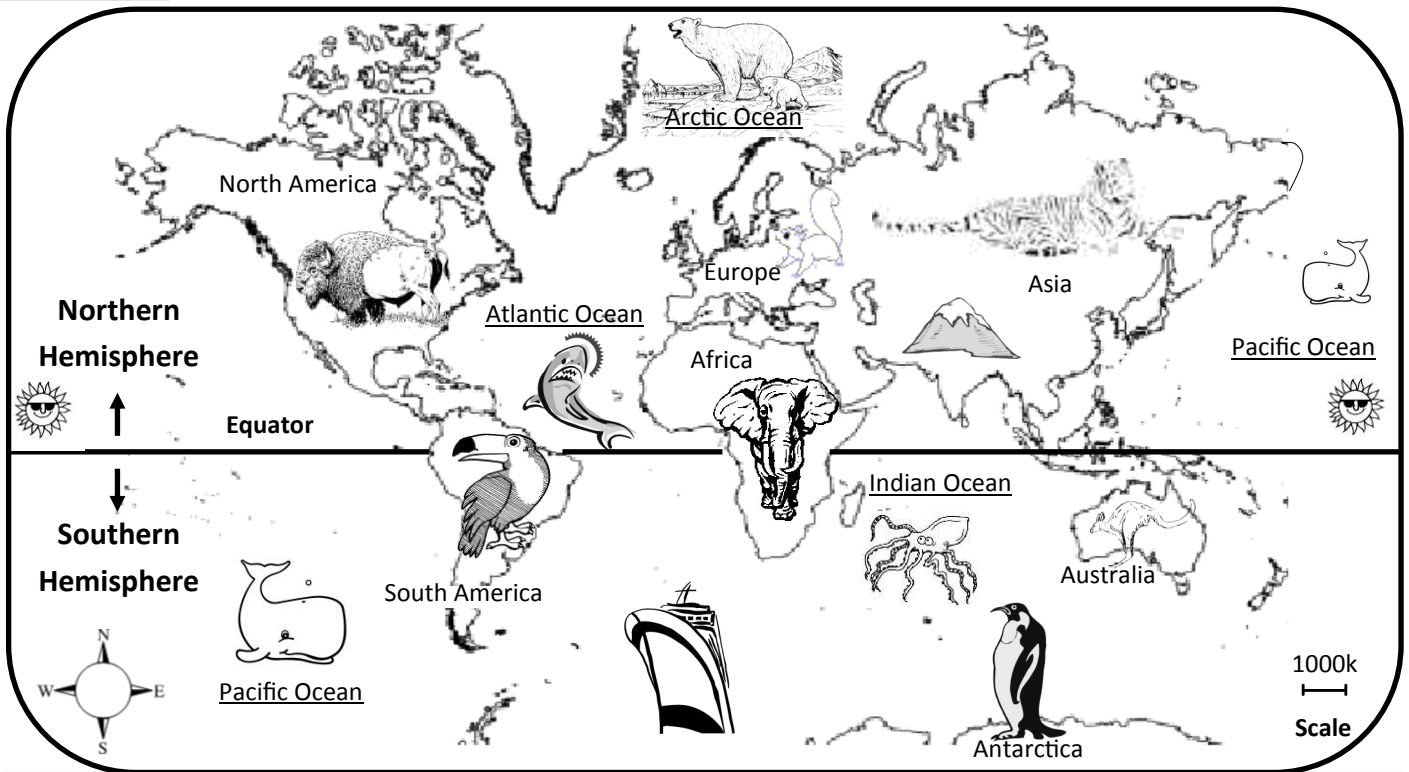 Arctic Ocean
North America
Europe
Asia
Northern
Hemisphere
Atlantic Ocean
Africa
Pacific Ocean
Equator
Indian Ocean
Southern
Hemisphere
South America
Australia
N
W
E
S
Pacific Ocean
1000k
Scale
Antarctica